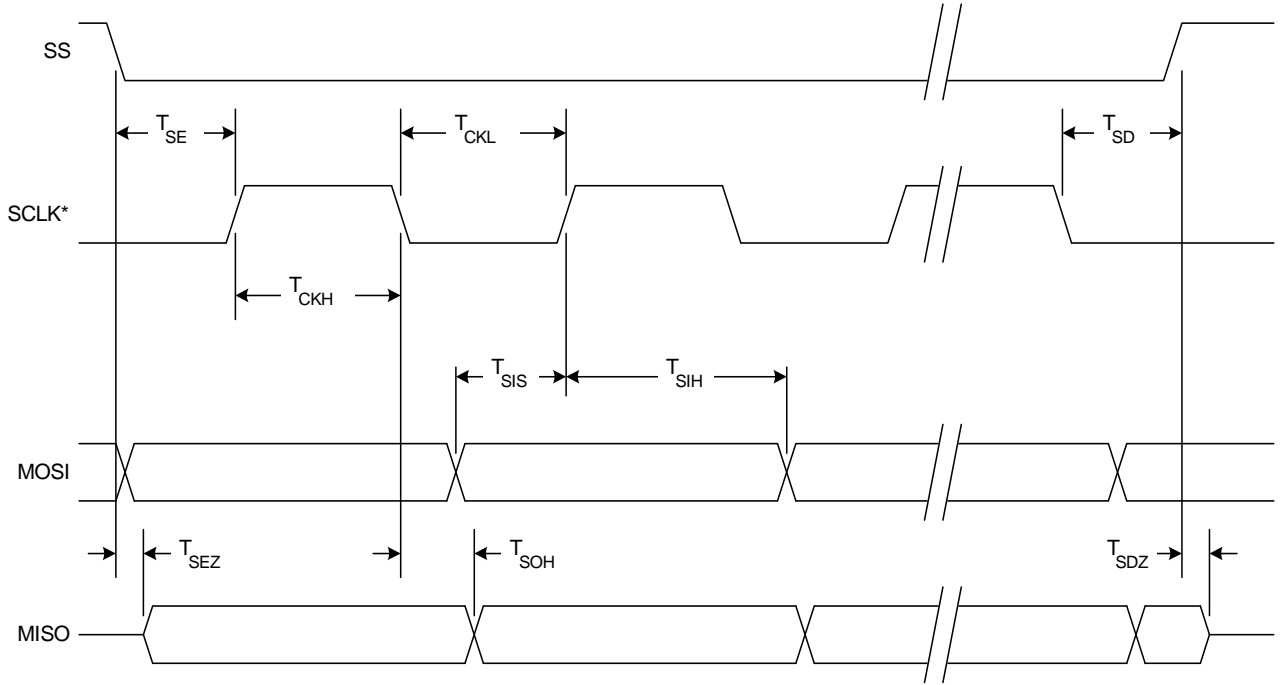 SS
TSE
TCKL
TSD
SCLK*
TCKH
TSIS
TSIH
MOSI
TSEZ
TSOH
TSDZ
MISO